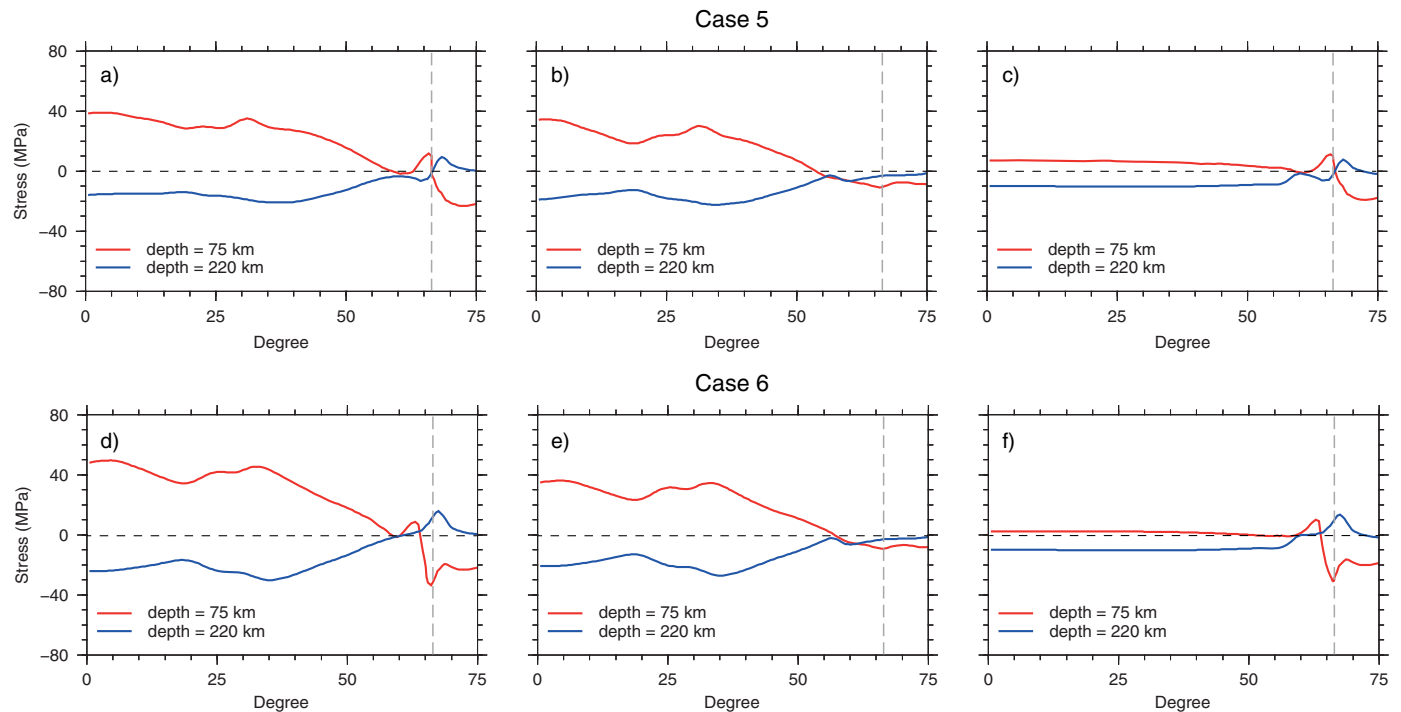 Case 5
a)
b)
c)
80
40
0
−40
−80
Stress (MPa)
depth = 75 km
depth = 220 km
depth = 75 km
depth = 220 km
depth = 75 km
depth = 220 km
0 25 50 75
0 25 50 75
0 25 50 75
Degree
Degree
Degree
Case 6
d)
e)
f)
80
40
0
−40
−80
Stress (MPa)
depth = 75 km
depth = 220 km
depth = 75 km
depth = 220 km
depth = 75 km
depth = 220 km
0 25 50 75
0 25 50 75
0 25 50 75
Degree
Degree
Degree